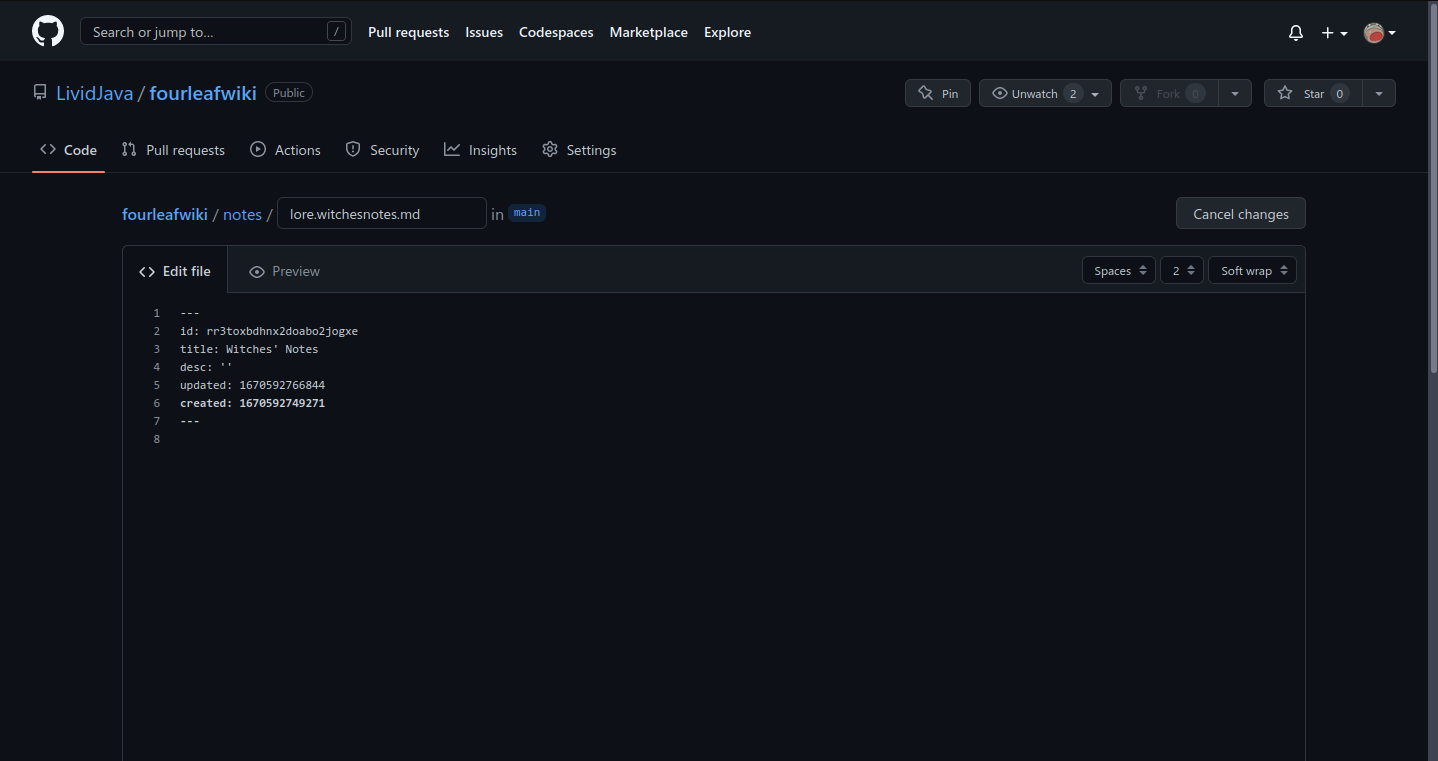 Search or jump to... /
Pull requests Issues Codespaces Marketplace Explore
LividJava / fourleafwiki Public
Pin Unwatch 2 Fork 0 Star 0
Code Pull requests Actions Security Insights Settings
fourleafwiki / notes / lore.witchesnotes.md in main Cancel changes
Edit file Preview Spaces 2 Soft wrap
1 ---
2 id: rr3toxbdhnx2doabo2jogxe
3 title: Witches' Notes
4 desc: ''
5 updated: 1670592766844
6 created: 1670592749271
7 ---
8